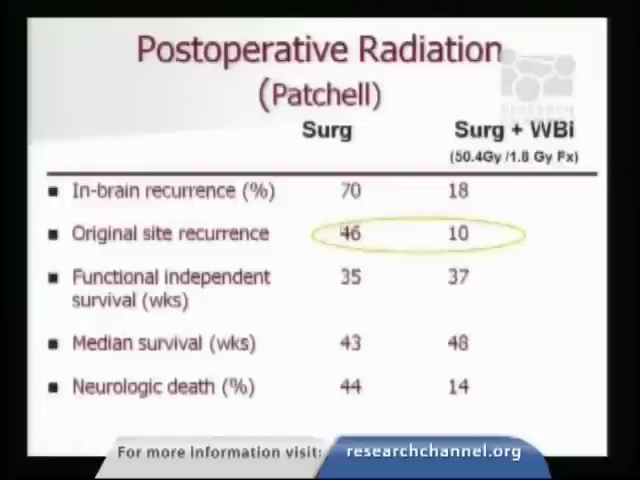 Postoperative Radiation
(Patchell)
RESEARCH
Surg Surg + WBi
(50.4Gy /1.8 Gy Fx)
In-brain recurrence (%) 70 18
Original site recurrence 46 10
Functional independent 35 37
survival (wks)
Median survival (wks) 43 48
Neurologic death (%) 44 14
For more information visit: researchchannel.org